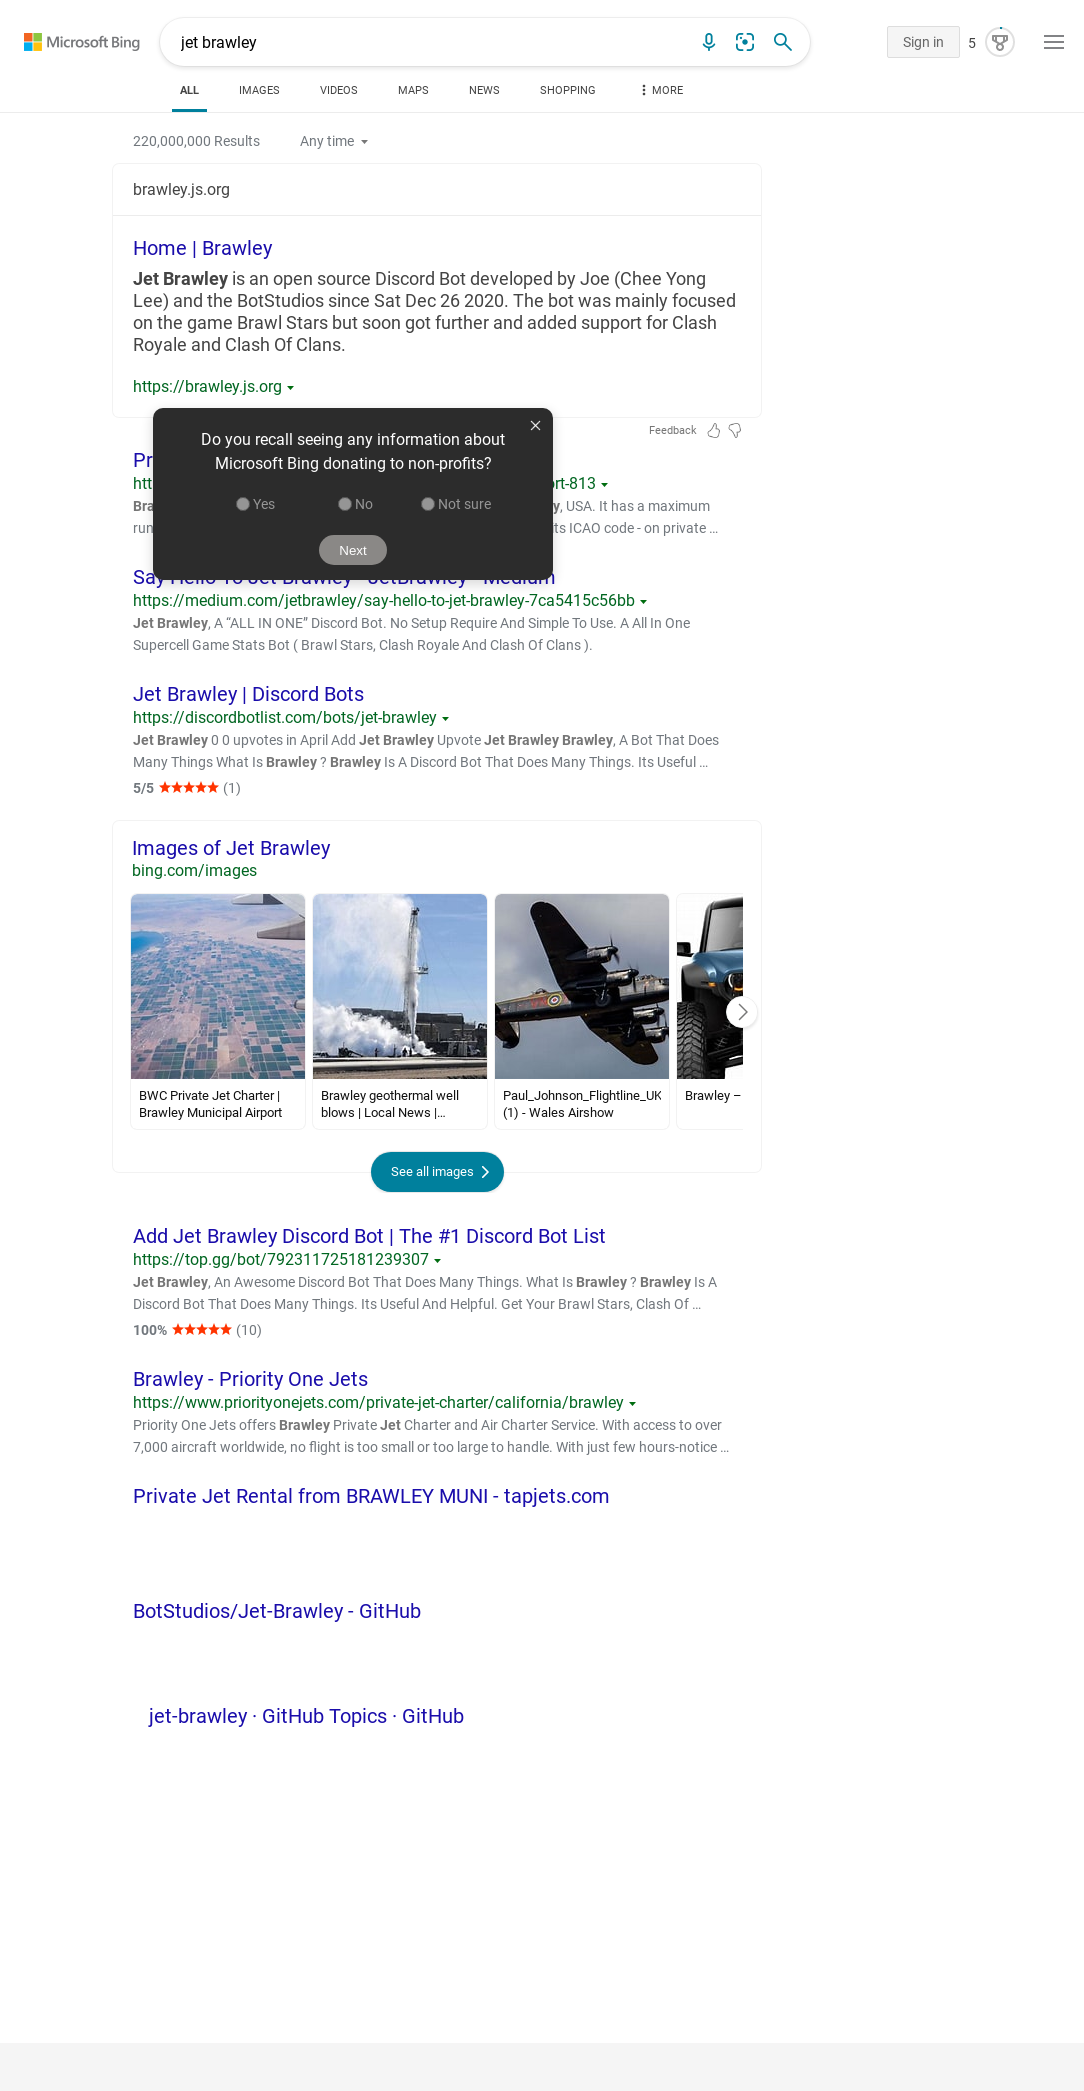 Microsoft Bing
jet brawley
Sign in
5
ALL
IMAGES
VIDEOS
MAPS
NEWS
SHOPPING
MORE
220,000,000 Results
Any time
brawley.js.org
Home | Brawley
Jet Brawley is an open source Discord Bot developed by Joe (Chee Yong
Lee) and the BotStudios since Sat Dec 26 2020. The bot was mainly focused
on the game Brawl Stars but soon got further and added support for Clash
Royale and Clash Of Clans.
https://brawley.js.org
Feedback
Do you recall seeing any information about
Microsoft Bing donating to non-profits?
Yes
No
Not sure
Next
Pr
htt
ort-813
Bra
y, USA. It has a maximum
run
ts ICAO code - on private …
Say Hello To Jet Brawley - JetBrawley - Medium
https://medium.com/jetbrawley/say-hello-to-jet-brawley-7ca5415c56bb
Jet Brawley, A “ALL IN ONE” Discord Bot. No Setup Require And Simple To Use. A All In One
Supercell Game Stats Bot ( Brawl Stars, Clash Royale And Clash Of Clans ).
Jet Brawley | Discord Bots
https://discordbotlist.com/bots/jet-brawley
Jet Brawley 0 0 upvotes in April Add Jet Brawley Upvote Jet Brawley Brawley, A Bot That Does
Many Things What Is Brawley ? Brawley Is A Discord Bot That Does Many Things. Its Useful …
5/5 ★★★★★ (1)
Images of Jet Brawley
bing.com/images
BWC Private Jet Charter |
Brawley Municipal Airport
Brawley geothermal well
blows | Local News |…
Paul_Johnson_Flightline_UK
(1) - Wales Airshow
Brawley –
See all images
Add Jet Brawley Discord Bot | The #1 Discord Bot List
https://top.gg/bot/792311725181239307
Jet Brawley, An Awesome Discord Bot That Does Many Things. What Is Brawley ? Brawley Is A
Discord Bot That Does Many Things. Its Useful And Helpful. Get Your Brawl Stars, Clash Of …
100% ★★★★★ (10)
Brawley - Priority One Jets
https://www.priorityonejets.com/private-jet-charter/california/brawley
Priority One Jets offers Brawley Private Jet Charter and Air Charter Service. With access to over
7,000 aircraft worldwide, no flight is too small or too large to handle. With just few hours-notice …
Private Jet Rental from BRAWLEY MUNI - tapjets.com
BotStudios/Jet-Brawley - GitHub
jet-brawley · GitHub Topics · GitHub